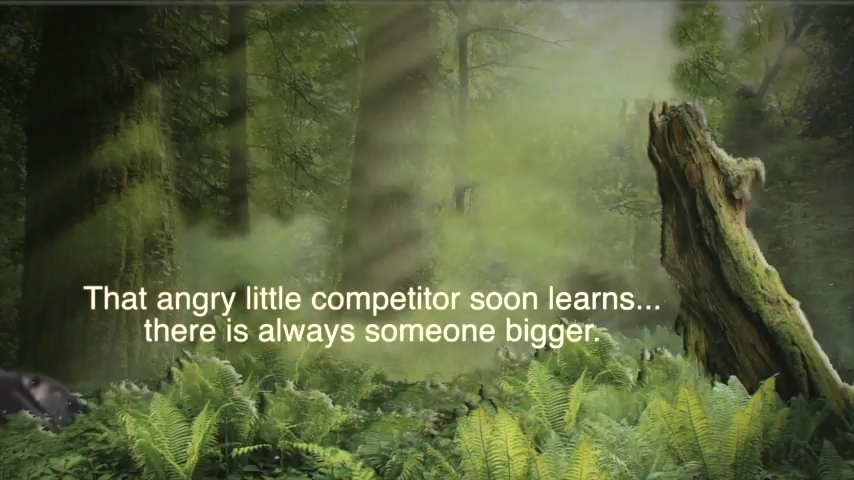 That angry little competitor soon learns...
there is always someone bigger.